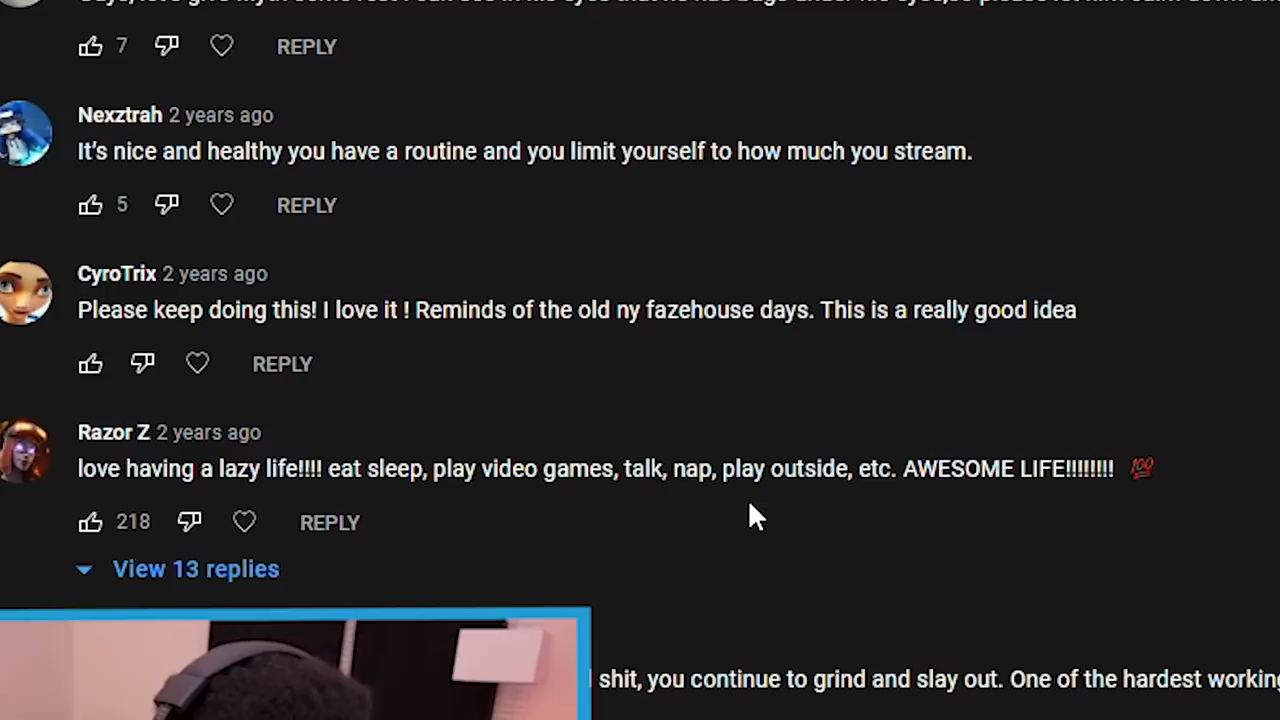 7 REPLY
Nexztrah 2 years ago
It's nice and healthy you have a routine and you limit yourself to how much you stream.
5 REPLY
CyroTrix 2 years ago
Please keep doing this! I love it ! Reminds of the old ny fazehouse days. This is a really good idea
REPLY
Razor Z 2 years ago
love having a lazy life!!!! eat sleep, play video games, talk, nap, play outside, etc. AWESOME LIFE!!!!!!!! 💯
218 REPLY
View 13 replies
shit, you continue to grind and slay out. One of the hardest working